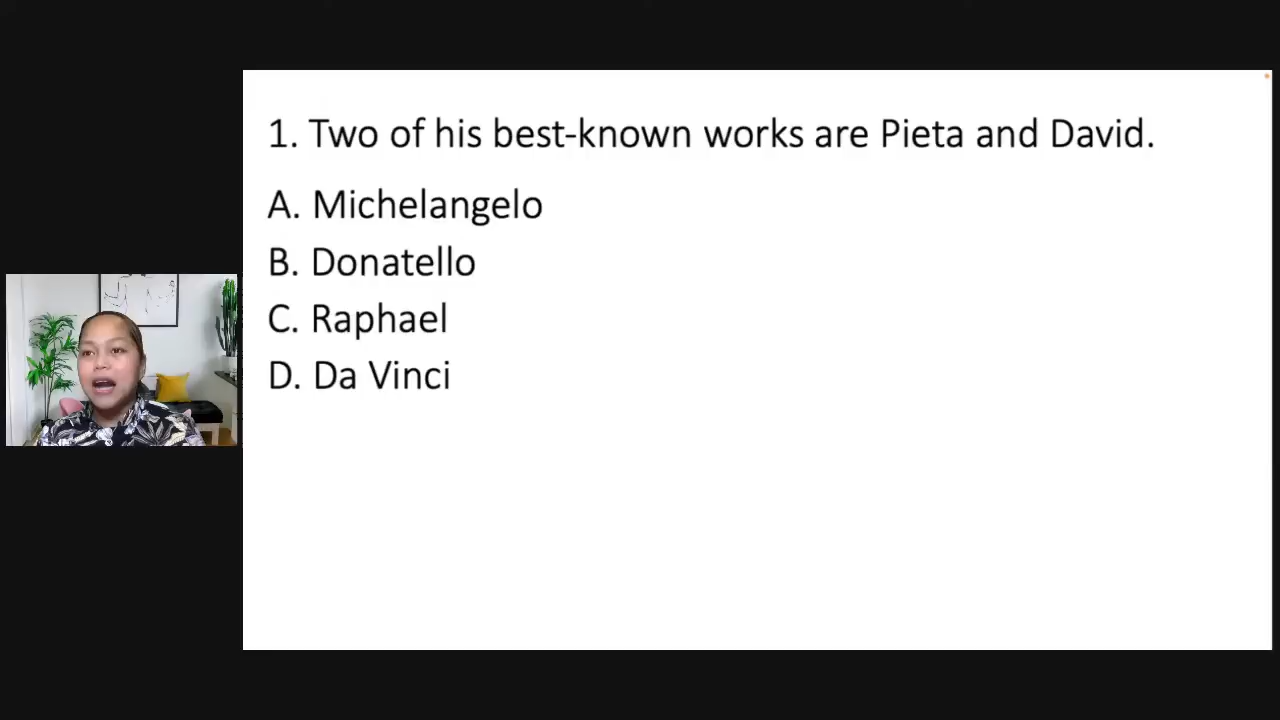 1. Two of his best-known works are Pieta and David.
A. Michelangelo
B. Donatello
C. Raphael
D. Da Vinci